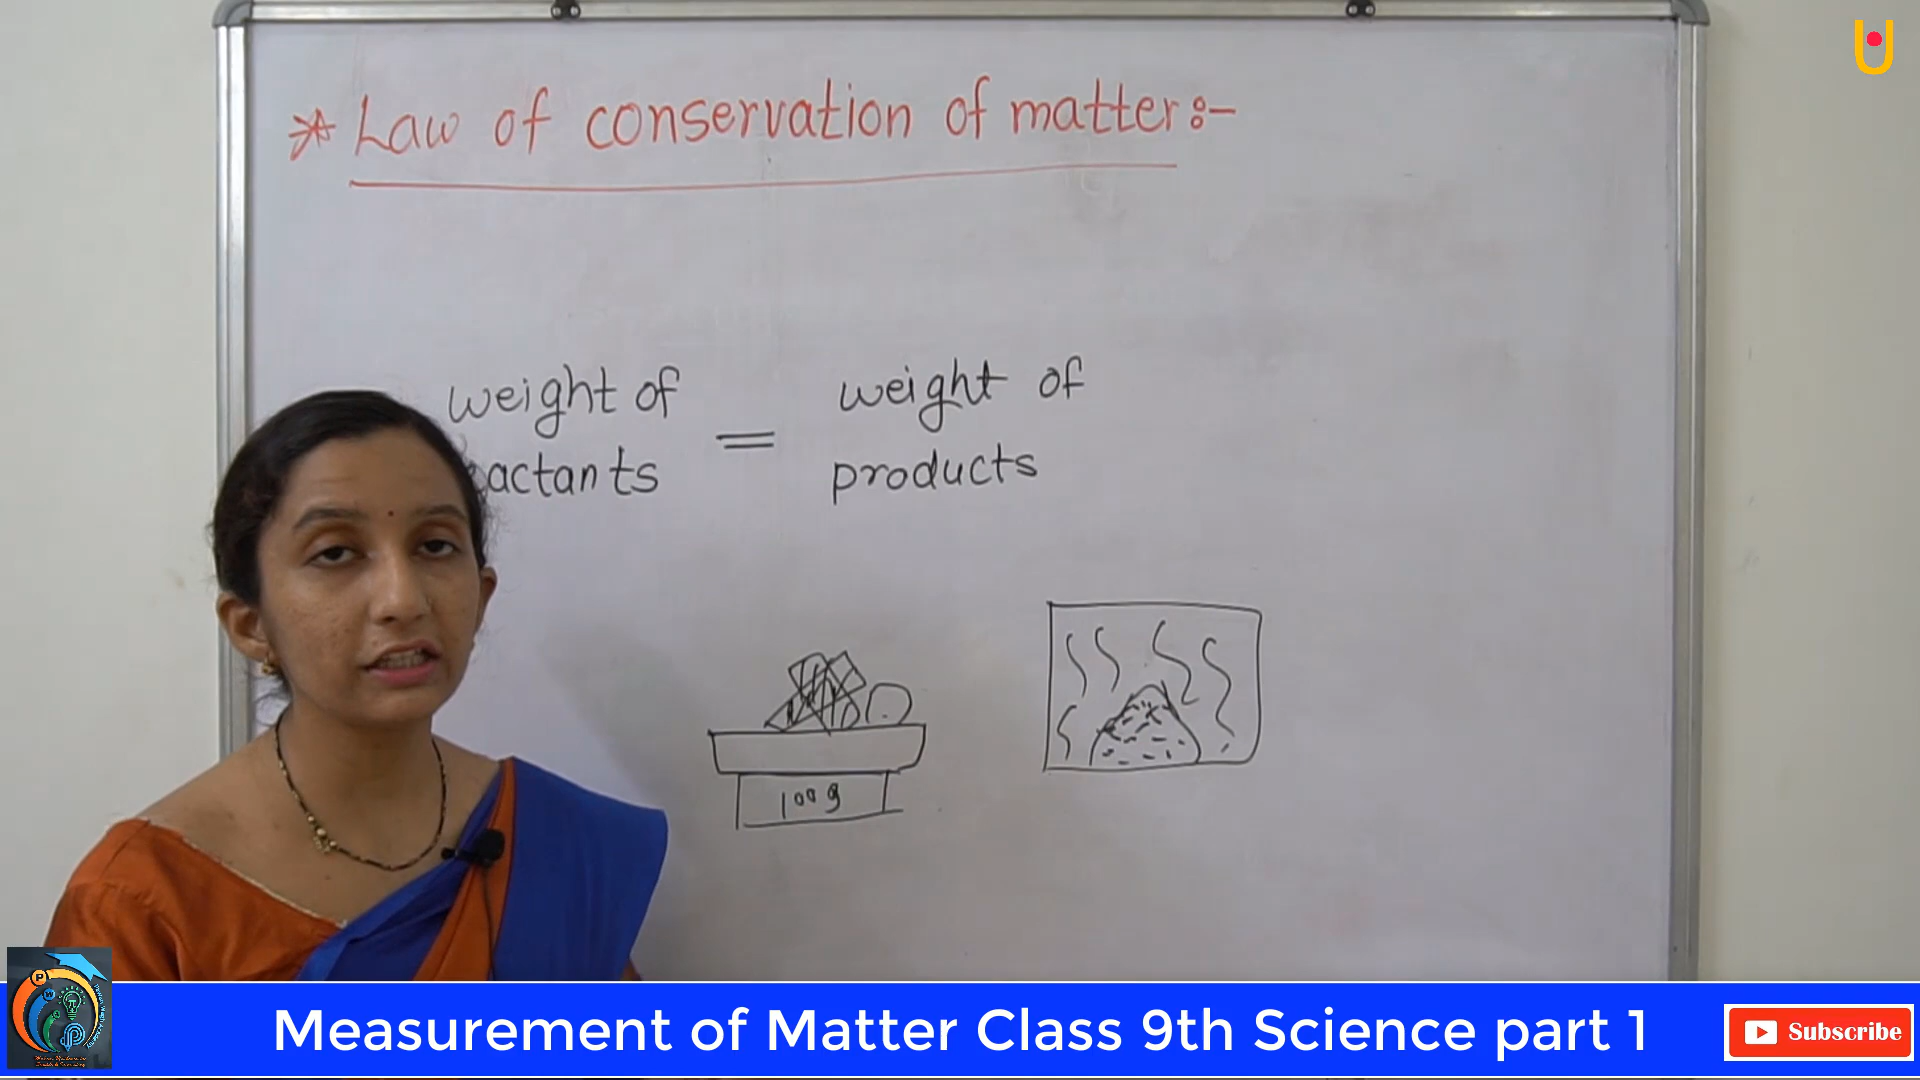 * Law of conservation of matter:-
weight of = weight of
actants products
100g
Measurement of Matter Class 9th Science part 1
Subscribe